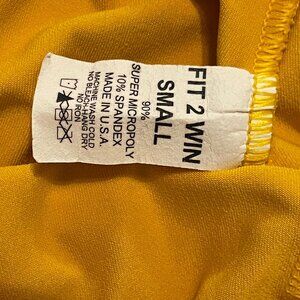 FIT 2 WIN
SMALL
90%
SUPER MICROPOLY
10% SPANDEX
MADE IN U.S.A
MACHINE WASH COLD
NO BLEACH-HANG DRY
NO IRON